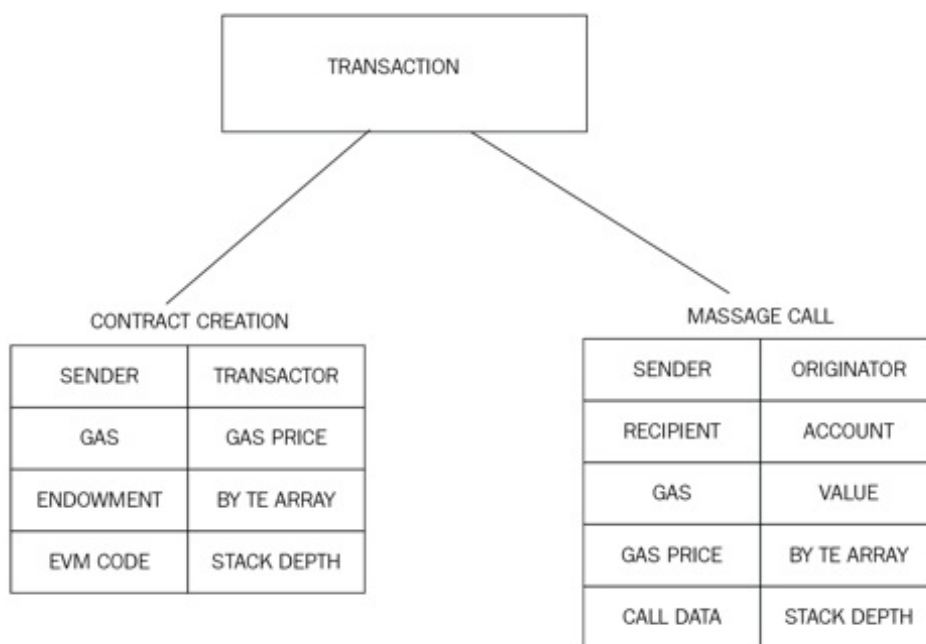 TRANSACTION
CONTRACT CREATION
SENDER TRANSACTOR
GAS GAS PRICE
ENDOWMENT BY TE ARRAY
EVM CODE STACK DEPTH
MASSAGE CALL
SENDER ORIGINATOR
RECIPIENT ACCOUNT
GAS VALUE
GAS PRICE BY TE ARRAY
CALL DATA STACK DEPTH